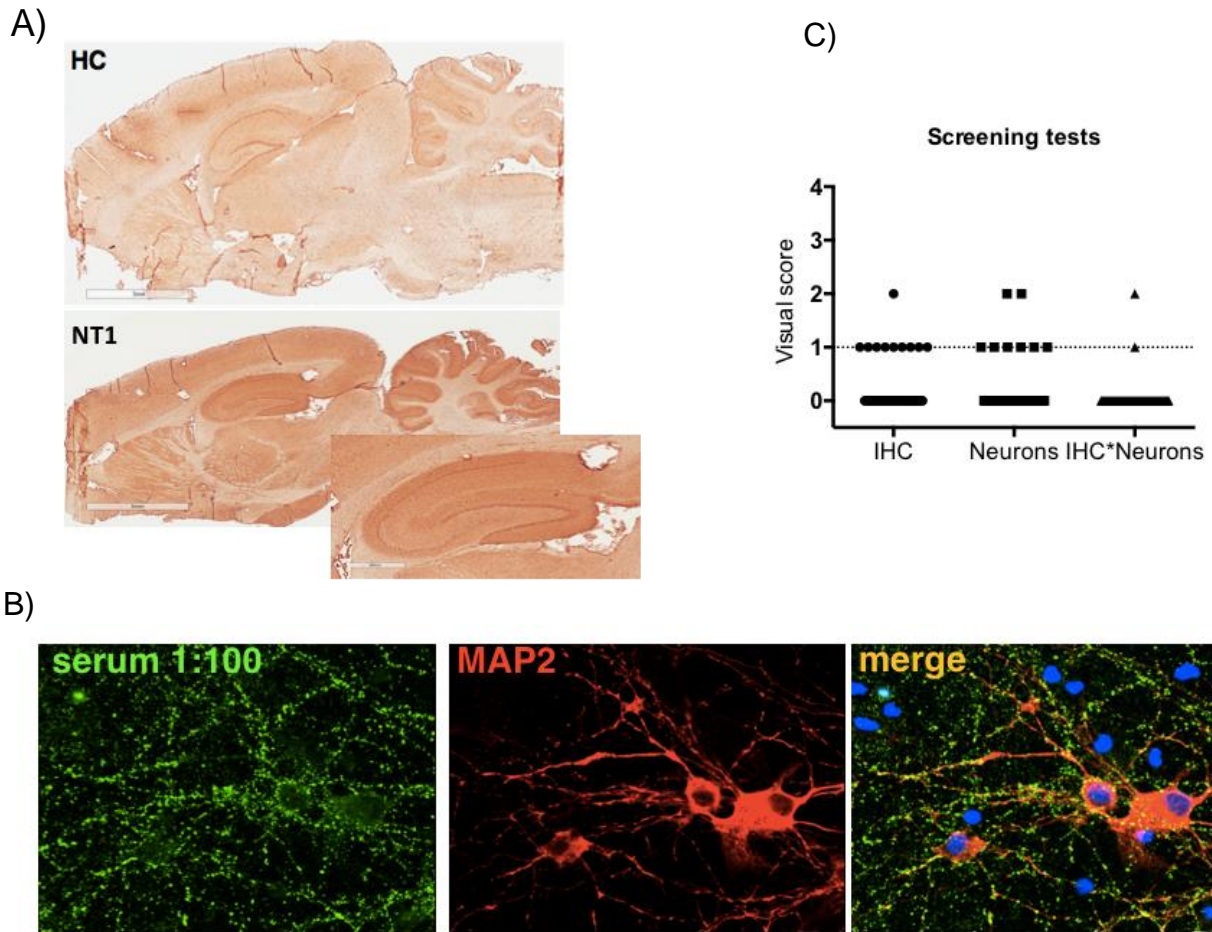 A)
HC
NT1
B)
serum 1:100
MAP2
merge
C)
Screening tests
Visual score
4
3
2
1
0
IHC
Neurons
IHC*Neurons